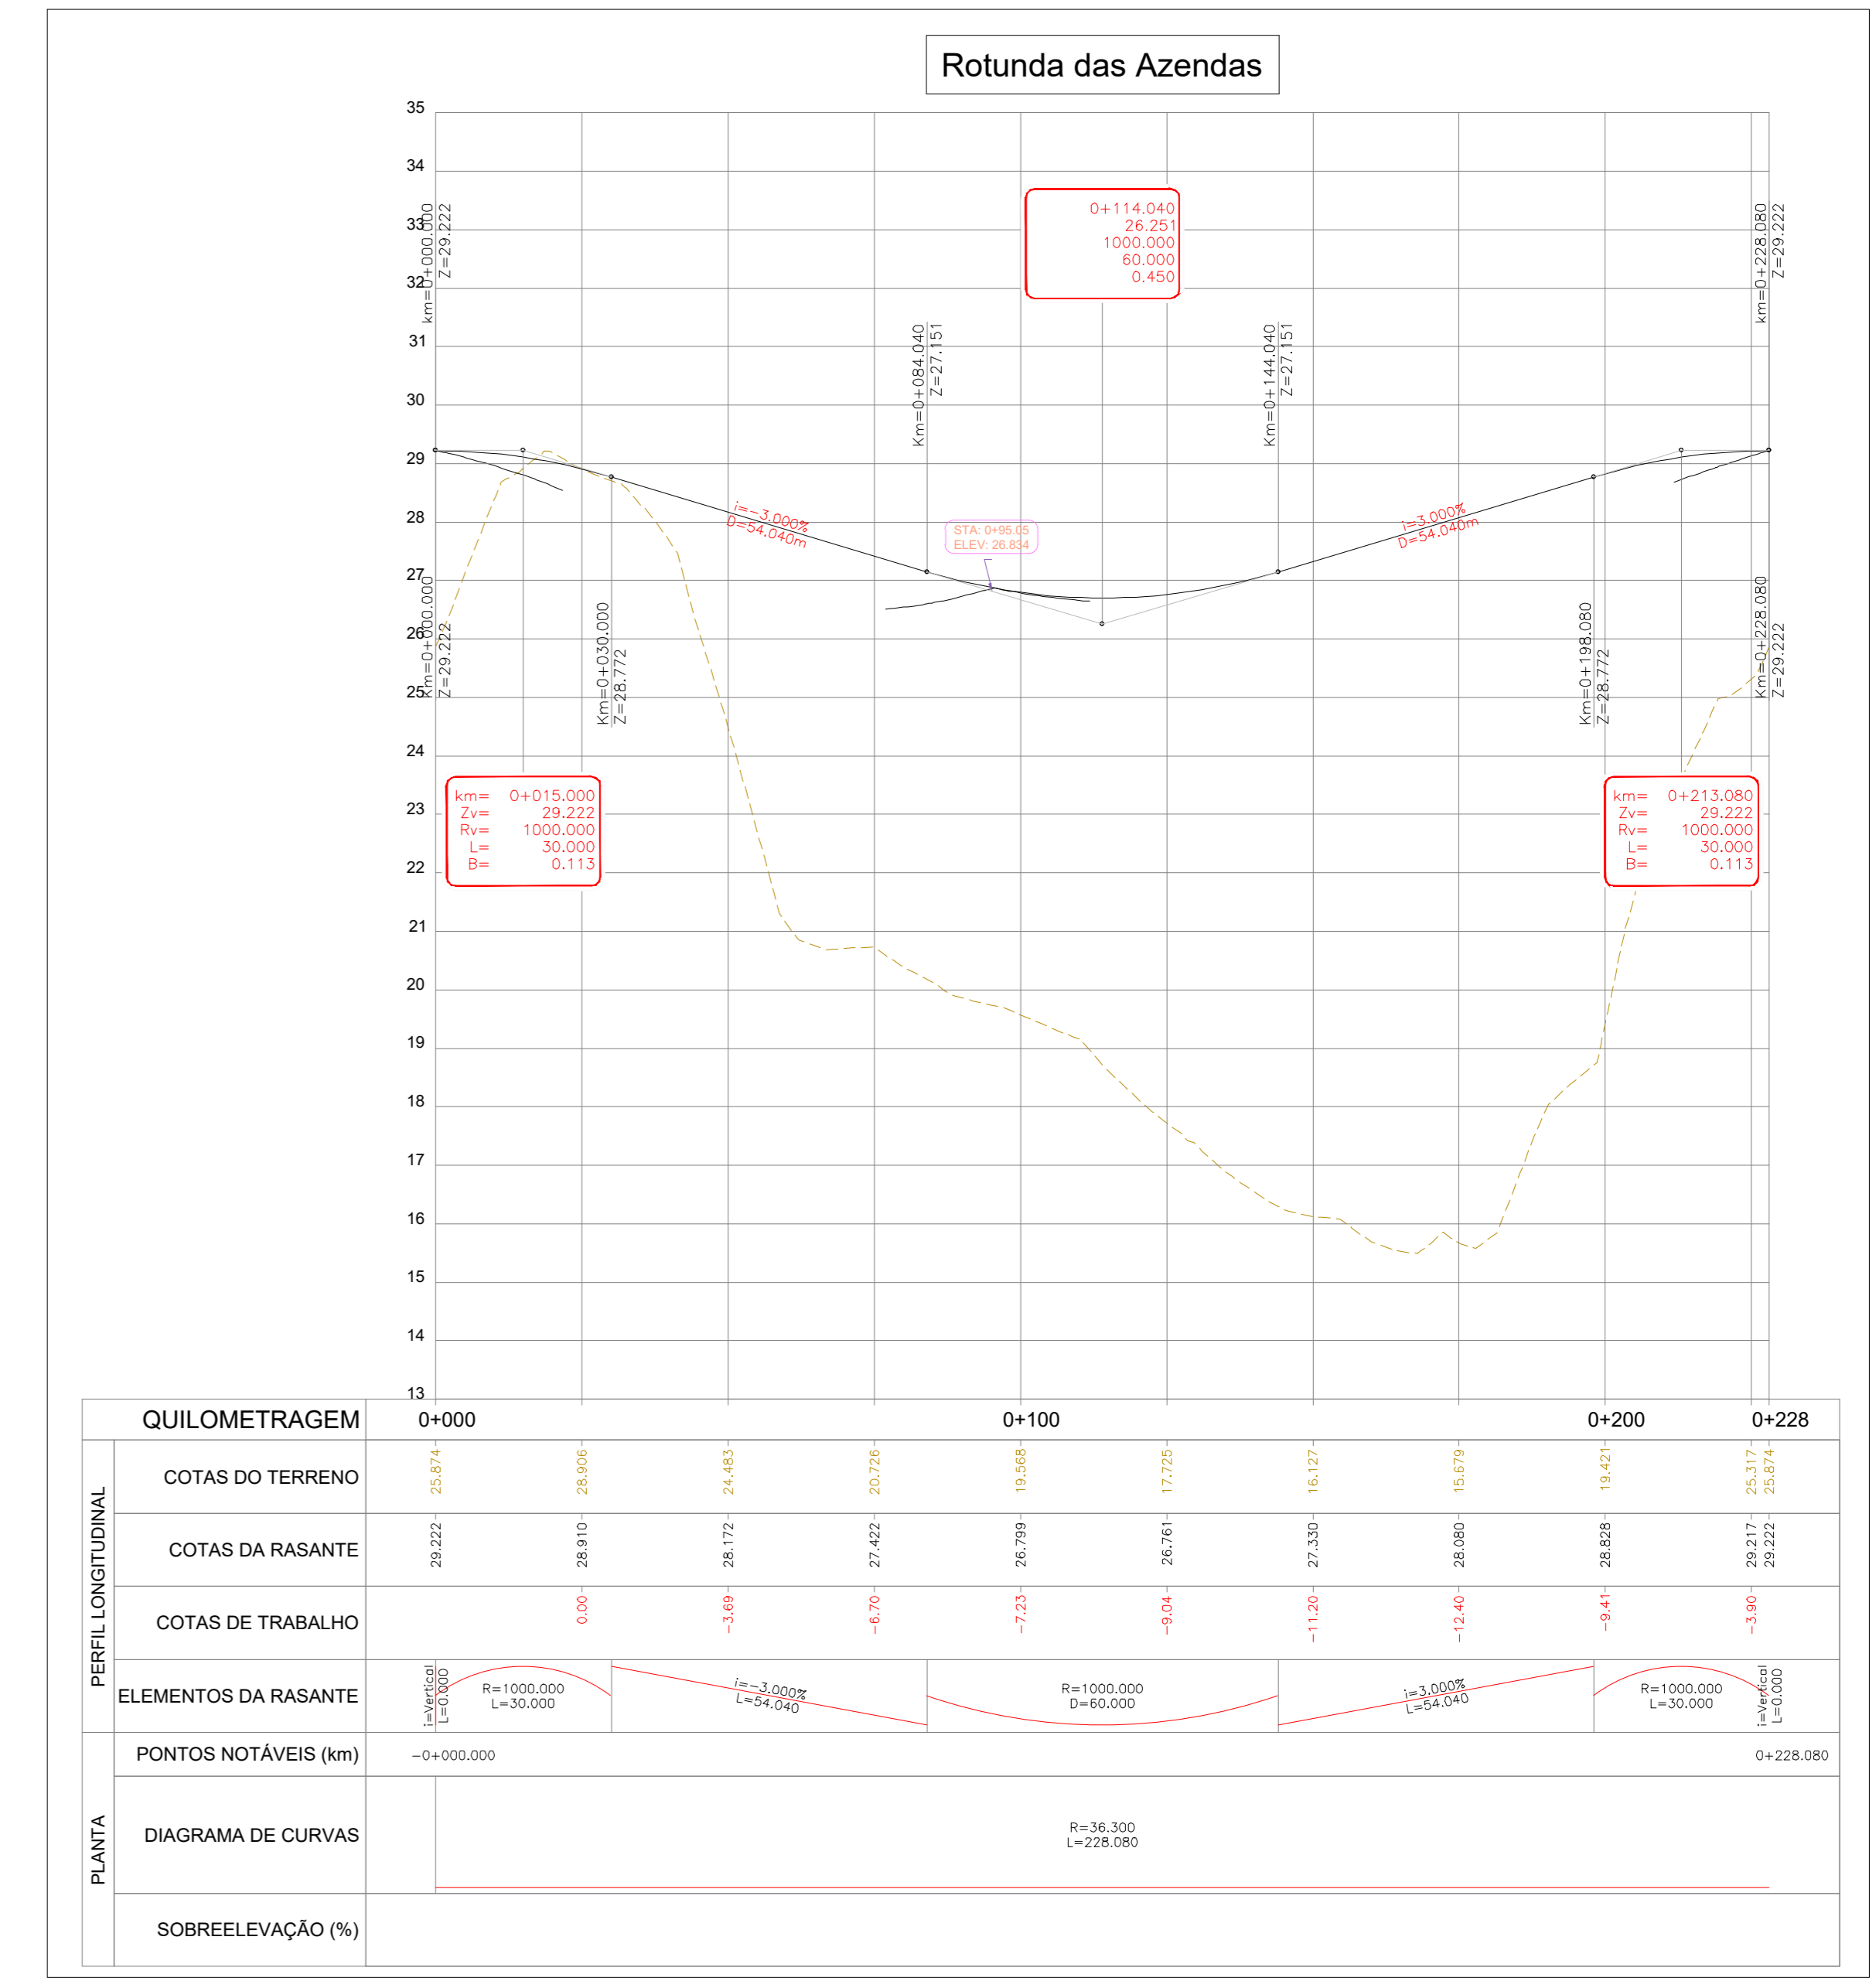 Rotunda das Azendas
35
34
33
32
31
30
29
28
27
26
25
24
23
22
21
20
19
18
17
16
15
14
13
km=0+000.000
Z=29.222
0+114.040
26.251
1000.000
60.000
0.450
km=0+228.080
Z=29.222
Km=0+084.040
Z=27.151
Km=0+144.040
Z=27.151
i=-3.000%
D=54.040m
STA: 0+95.05
ELEV: 26.834
i=3.000%
D=54.040m
Km=0+000.000
Z=29.222
Km=0+030.000
Z=28.772
Km=0+198.080
Z=28.772
Km=0+228.080
Z=29.222
km= 0+015.000
Zv= 29.222
Rv= 1000.000
L= 30.000
B= 0.113
km= 0+213.080
Zv= 29.222
Rv= 1000.000
L= 30.000
B= 0.113
QUILOMETRAGEM 0+000 0+100 0+200 0+228
PERFIL LONGITUDINAL
COTAS DO TERRENO 25.874 28.906 24.483 20.726 19.568 17.725 16.127 15.679 19.421 25.317 25.874
COTAS DA RASANTE 29.222 28.910 28.172 27.422 26.799 26.761 27.330 28.080 28.828 29.217 29.222
COTAS DE TRABALHO 0.00 -3.69 -6.70 -7.23 -9.04 -11.20 -12.40 -9.41 -3.90
ELEMENTOS DA RASANTE
i=Vertical
L=0.000
R=1000.000
L=30.000
i=-3.000%
L=54.040
R=1000.000
D=60.000
i=3.000%
L=54.040
R=1000.000
L=30.000
i=Vertical
L=0.000
PLANTA
PONTOS NOTÁVEIS (km) -0+000.000 0+228.080
DIAGRAMA DE CURVAS
R=36.300
L=228.080
SOBREELEVAÇÃO (%)